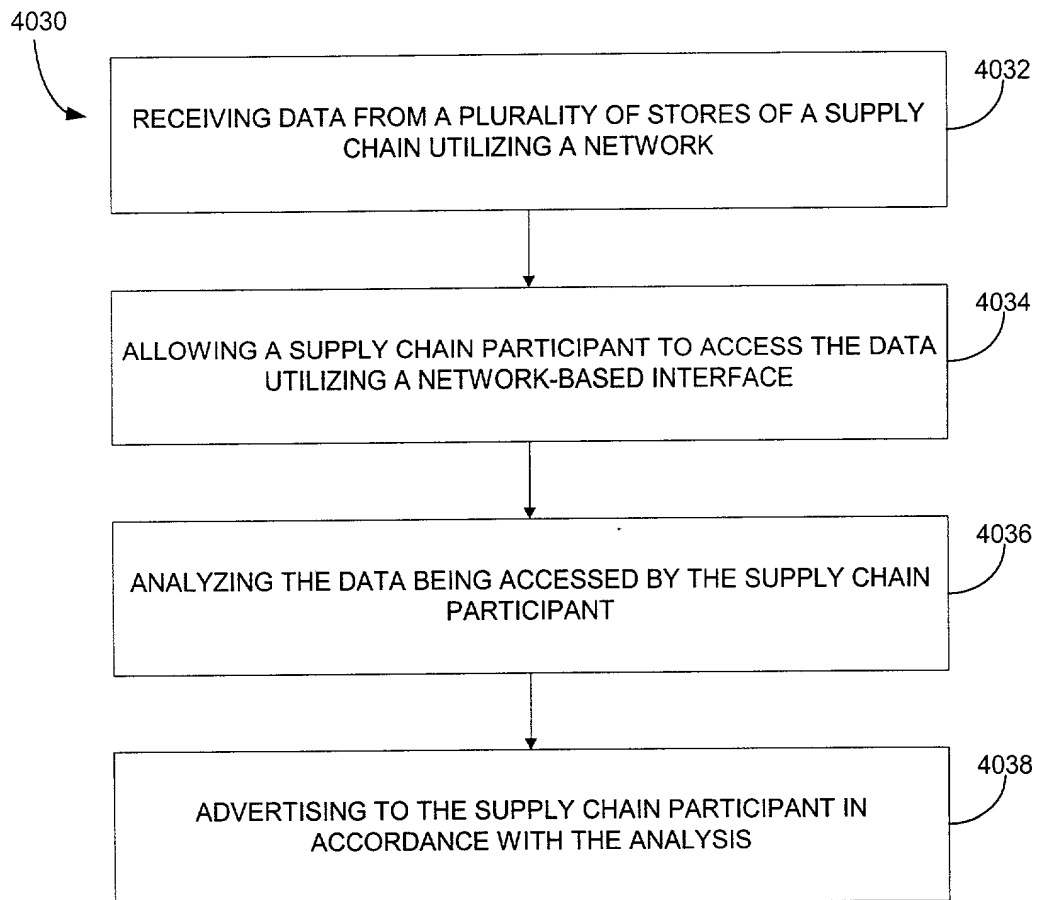 4030
4032
RECEIVING DATA FROM A PLURALITY OF STORES OF A SUPPLY
CHAIN UTILIZING A NETWORK
4034
ALLOWING A SUPPLY CHAIN PARTICIPANT TO ACCESS THE DATA
UTILIZING A NETWORK-BASED INTERFACE
4036
ANALYZING THE DATA BEING ACCESSED BY THE SUPPLY CHAIN
PARTICIPANT
4038
ADVERTISING TO THE SUPPLY CHAIN PARTICIPANT IN
ACCORDANCE WITH THE ANALYSIS